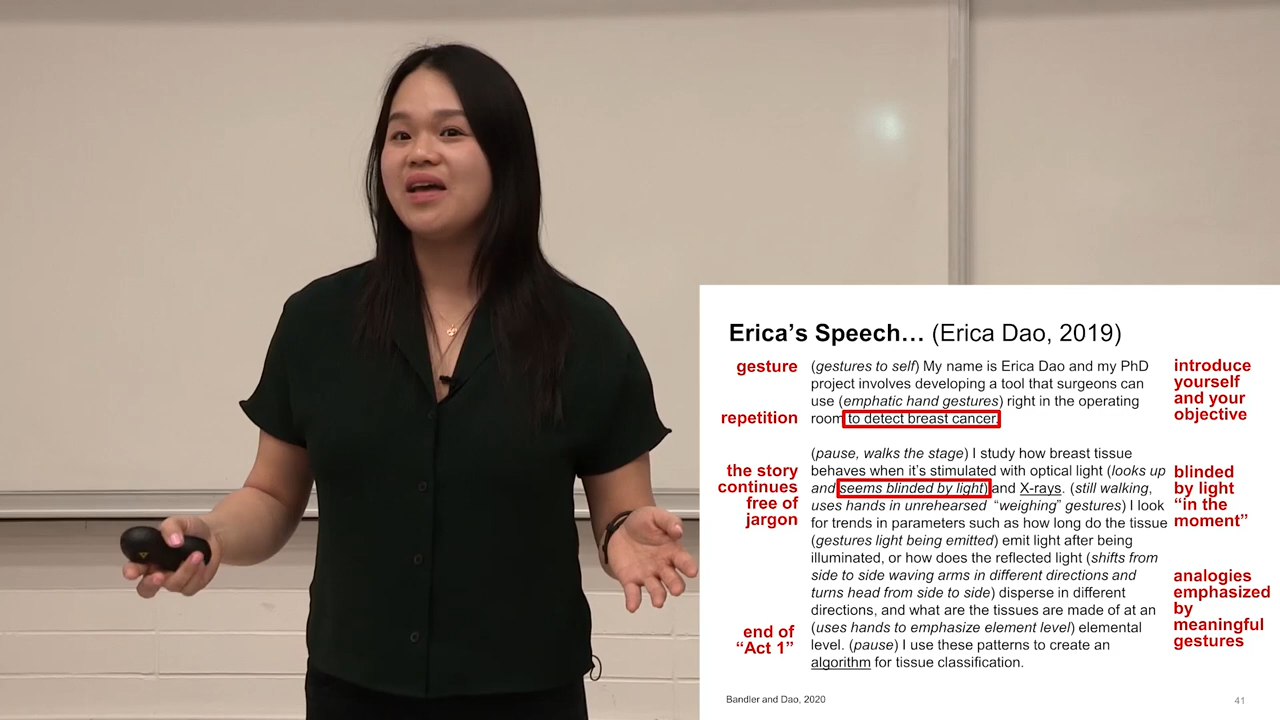 Erica's Speech… (Erica Dao, 2019)
gesture
repetition
the story
continues
free of
jargon
end of
“Act 1”
(gestures to self) My name is Erica Dao and my PhD
project involves developing a tool that surgeons can
use (emphatic hand gestures) right in the operating
room to detect breast cancer.
(pause, walks the stage) I study how breast tissue
behaves when it's stimulated with optical light (looks up
and seems blinded by light) and X-rays. (still walking,
uses hands in unrehearsed “weighing” gestures) I look
for trends in parameters such as how long do the tissue
(gestures light being emitted) emit light after being
illuminated, or how does the reflected light (shifts from
side to side waving arms in different directions and
turns head from side to side) disperse in different
directions, and what are the tissues are made of at an
(uses hands to emphasize element level) elemental
level. (pause) I use these patterns to create an
algorithm for tissue classification.
introduce
yourself
and your
objective
blinded
by light
“in the
moment”
analogies
emphasized
by
meaningful
gestures
Bandler and Dao, 2020
41